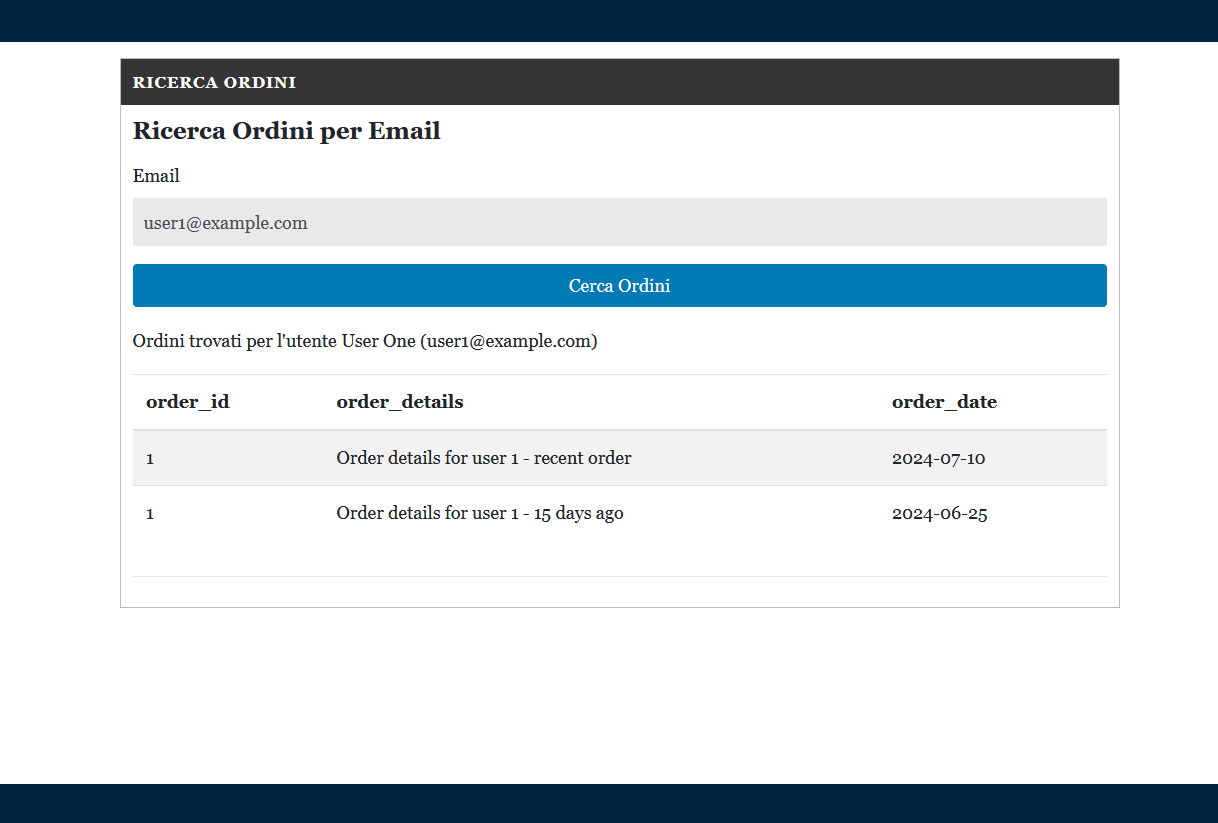 RICERCA ORDINI
Ricerca Ordini per Email
Email
user1@example.com
Cerca Ordini
Ordini trovati per l'utente User One (user1@example.com)
order_id order_details order_date
1 Order details for user 1 - recent order 2024-07-10
1 Order details for user 1 - 15 days ago 2024-06-25